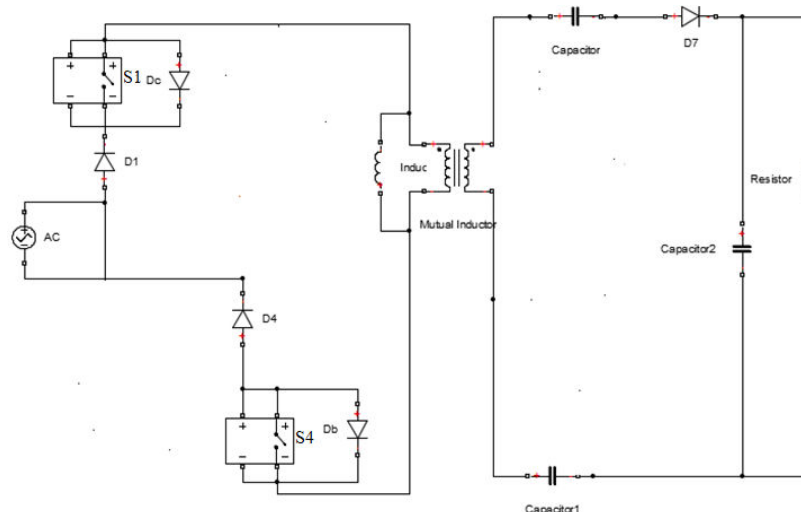 S1
Dc
D1
AC
D4
S4
Db
Induc
Mutual Inductor
Capacitor
D7
Resistor
Capacitor2
Capacitor1